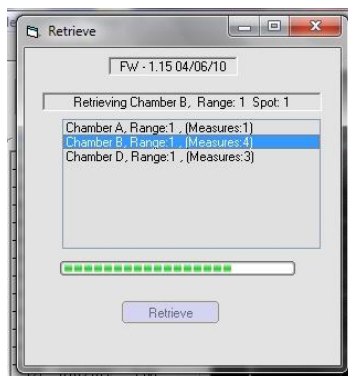 Retrieve
FW - 1.15 04/06/10
Retrieving Chamber B, Range: 1 Spot: 1
Chamber A, Range:1 , (Measures:1)
Chamber B, Range:1 , (Measures:4)
Chamber D, Range:1 , (Measures:3)
Retrieve